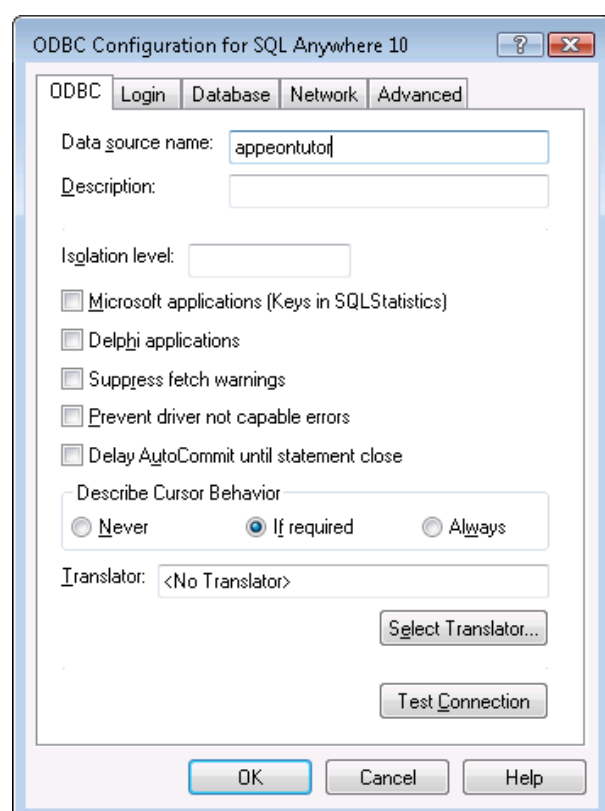 ODBC Configuration for SQL Anywhere 10
ODBC Login Database Network Advanced
Data source name: appeontutor
Description:
Isolation level:
Microsoft applications (Keys in SQLStatistics)
Delphi applications
Suppress fetch warnings
Prevent driver not capable errors
Delay AutoCommit until statement close
Describe Cursor Behavior
Never If required Always
Translator: <No Translator>
Select Translator...
Test Connection
OK Cancel Help